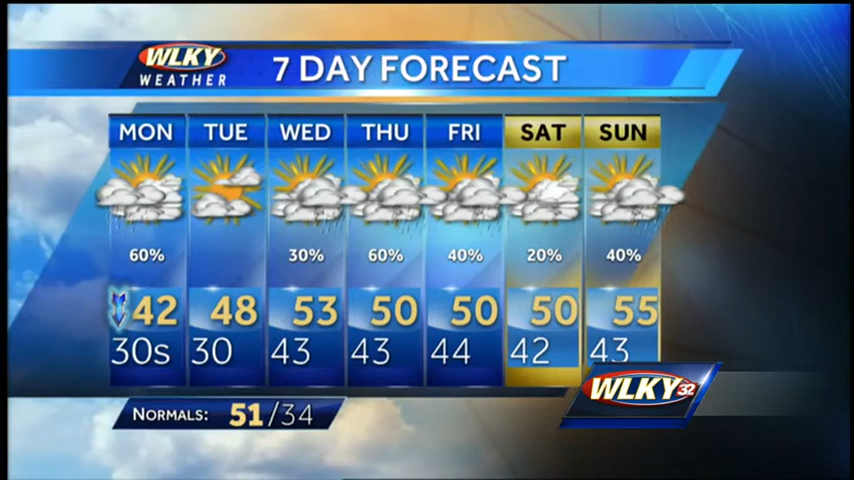 WLKY
WEATHER
7 DAY FORECAST
MON TUE WED THU FRI SAT SUN
60% 30% 60% 40% 20% 40%
42 48 53 50 50 50 55
30s 30 43 43 44 42 43
NORMALS: 51/34
WLKY 32